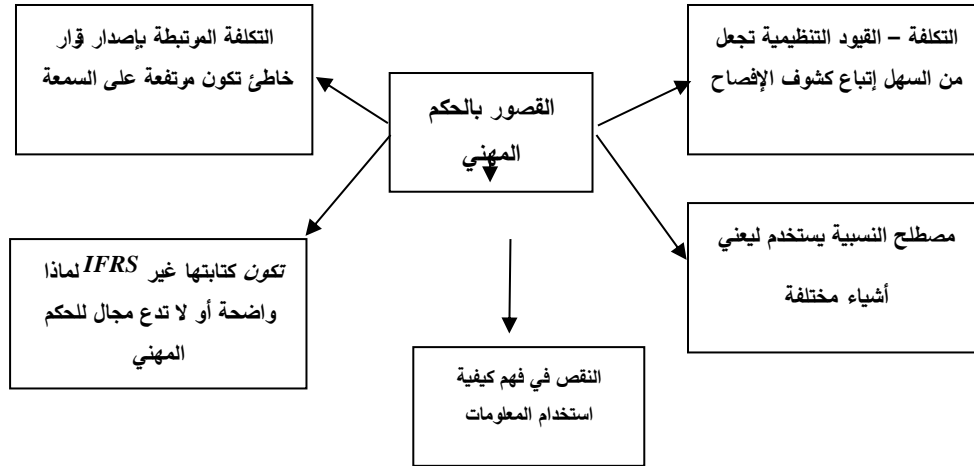 التكلفة – القيود التنظيمية تجعل
من السهل إتباع كشوف الإفصاح
التكلفة المرتبطة بإصدار قرار
خاطئ تكون مرتفعة على السمعة
القصور بالحكم
المهني
مصطلح النسبية يستخدم ليعني
أشياء مختلفة
تكون كتابتها غير IFRS لماذا
واضحة أو لا تدع مجال للحكم
المهني
النقص في فهم كيفية
استخدام المعلومات